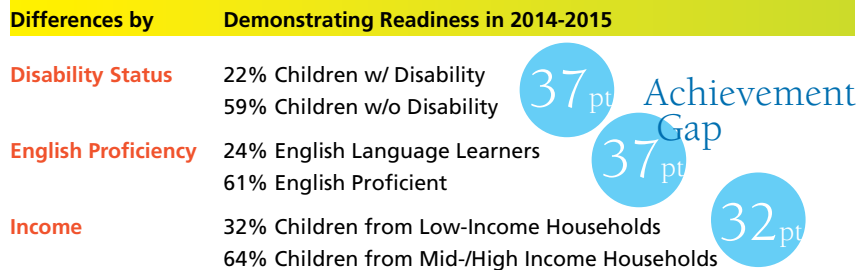 Differences by Demonstrating Readiness in 2014-2015
Disability Status 22% Children w/ Disability
59% Children w/o Disability
37pt
Achievement
Gap
English Proficiency 24% English Language Learners
61% English Proficient
37pt
Income 32% Children from Low-Income Households
64% Children from Mid-/High Income Households
32pt